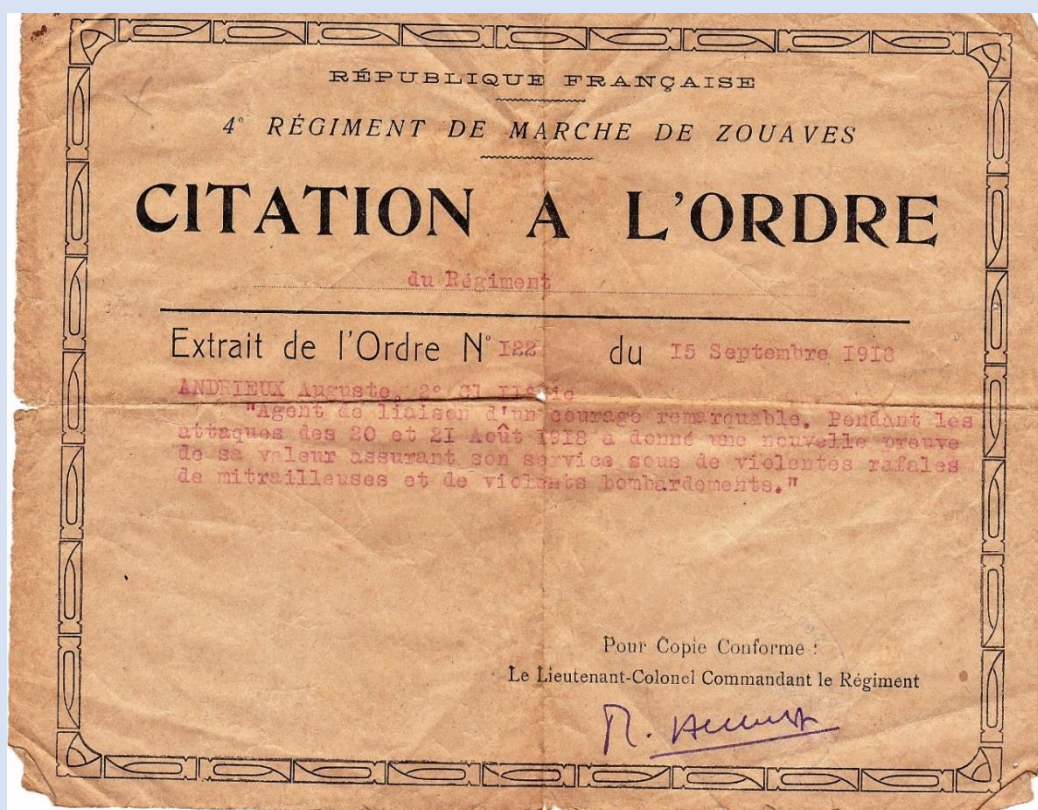 RÉPUBLIQUE FRANÇAISE
4e RÉGIMENT DE MARCHE DE ZOUAVES
CITATION A L'ORDRE
du Régiment
Extrait de l'Ordre N° 122 du 15 Septembre 1918
ANDRIEUX Auguste, 2e Cl
"Agent de liaison d'un courage remarquable. Pendant les
attaques des 20 et 21 Août 1918 a donné une nouvelle preuve
de sa valeur assurant son service sous de violentes rafales
de mitrailleuses et de violents bombardements."
Pour Copie Conforme :
Le Lieutenant-Colonel Commandant le Régiment